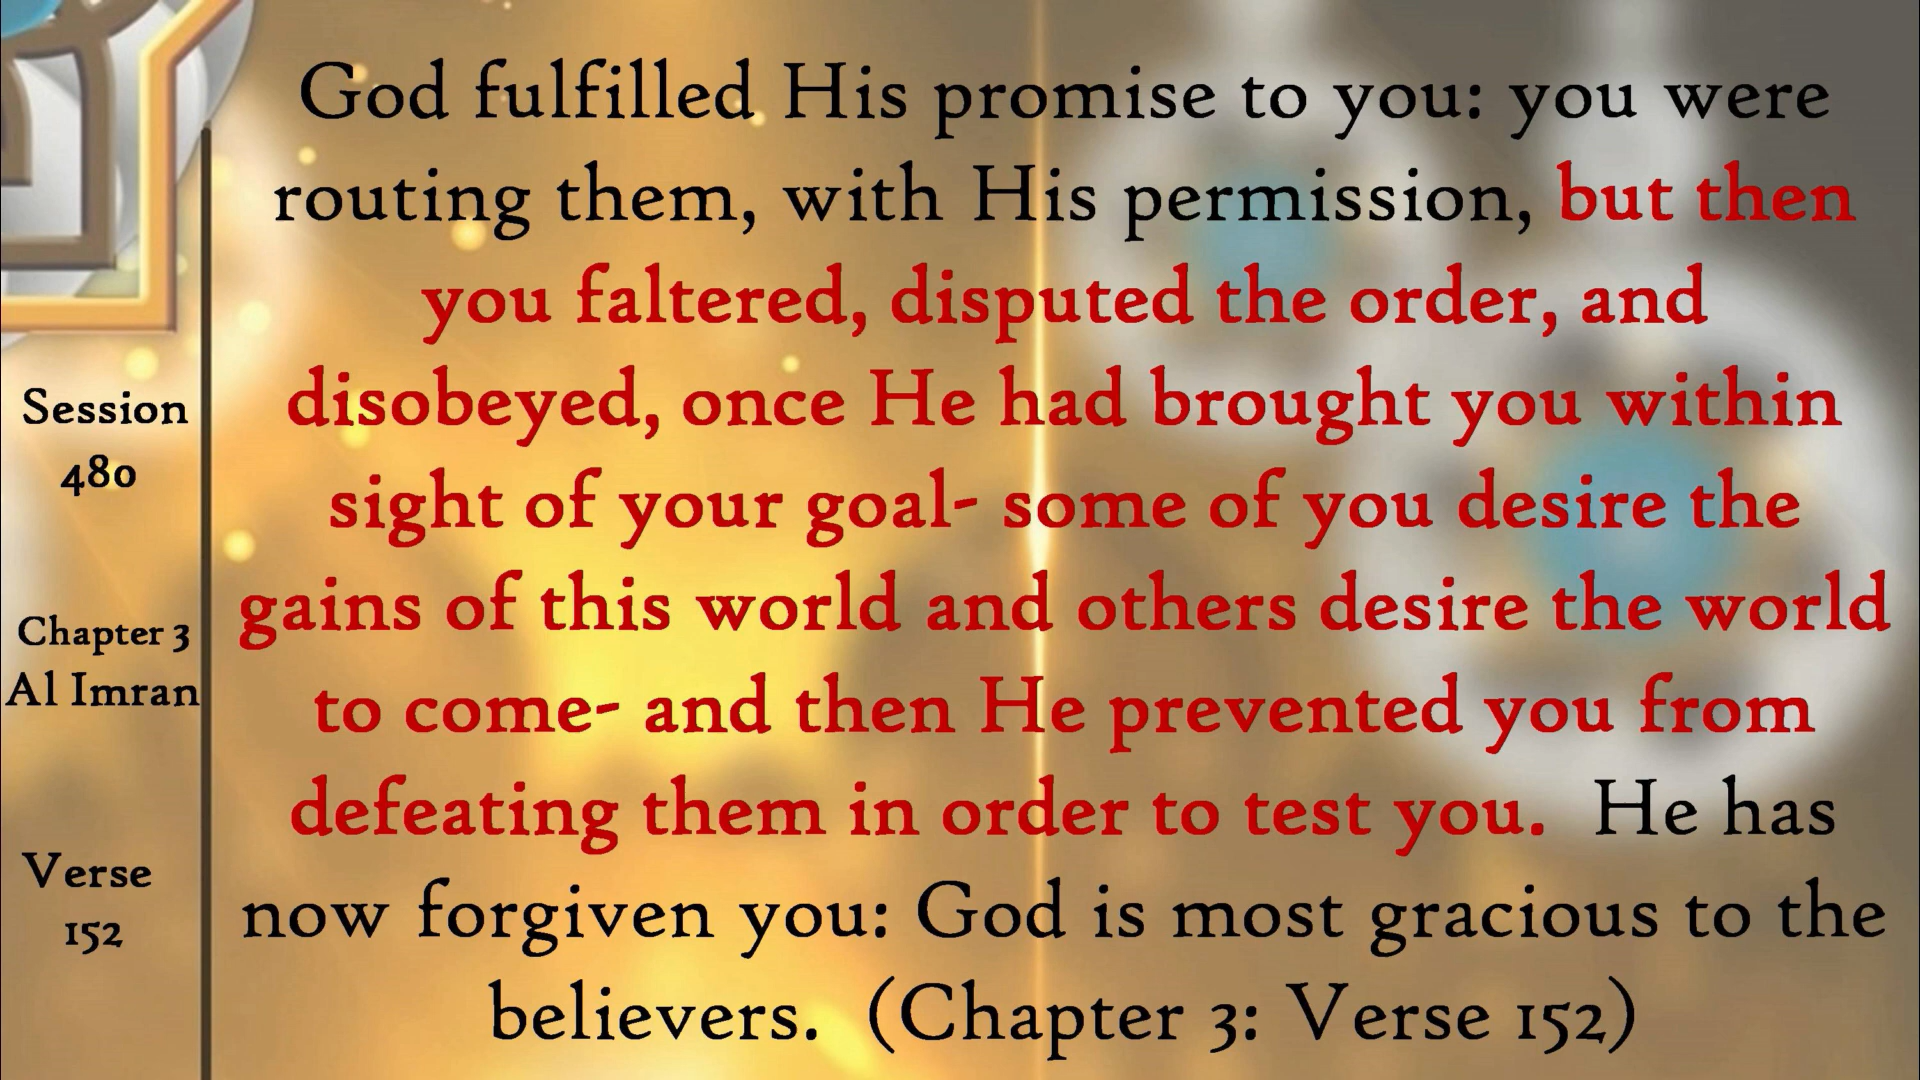 God fulfilled His promise to you: you were
routing them, with His permission, but then
you faltered, disputed the order, and
disobeyed, once He had brought you within
sight of your goal- some of you desire the
gains of this world and others desire the world
to come- and then He prevented you from
defeating them in order to test you. He has
now forgiven you: God is most gracious to the
believers. (Chapter 3: Verse 152)
Session
480
Chapter 3
Al Imran
Verse
152